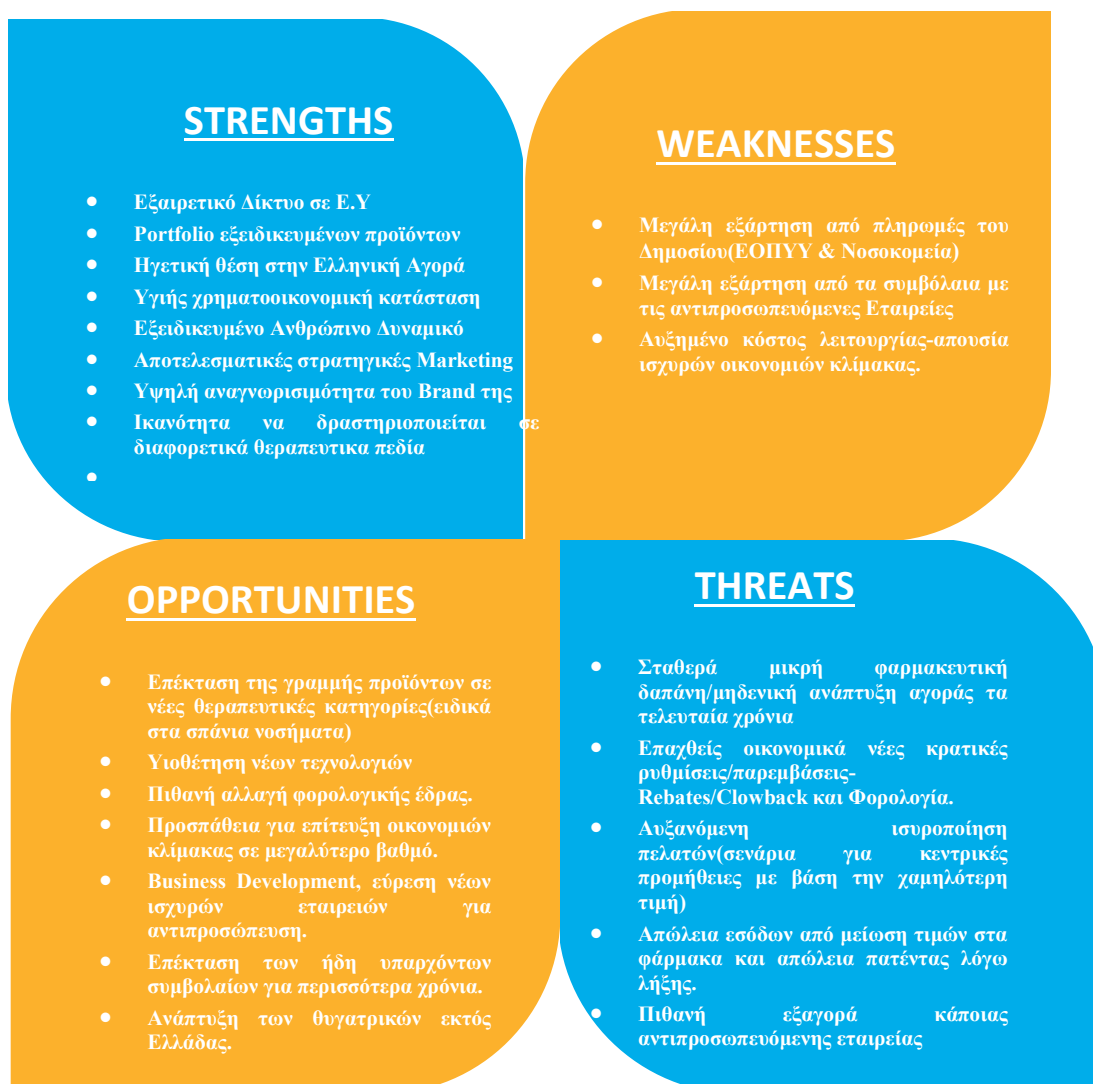 STRENGTHS
• Εξαιρετικό Δίκτυο σε Ε.Υ
• Portfolio εξειδικευμένων προϊόντων
• Ηγετική θέση στην Ελληνική Αγορά
• Υγιής χρηματοοικονομική κατάσταση
• Εξειδικευμένο Ανθρώπινο Δυναμικό
• Αποτελεσματικές στρατηγικές Marketing
• Υψηλή αναγνωρισιμότητα του Brand της
• Ικανότητα να δραστηριοποιείται σε
διαφορετικά θεραπευτικα πεδία
•
WEAKNESSES
• Μεγάλη εξάρτηση από πληρωμές του
Δημοσίου(ΕΟΠΥΥ & Νοσοκομεία)
• Μεγάλη εξάρτηση από τα συμβόλαια με
τις αντιπροσωπευόμενες Εταιρείες
• Αυξημένο κόστος λειτουργίας-απουσία
ισχυρών οικονομιών κλίμακας.
OPPORTUNITIES
• Επέκταση της γραμμής προϊόντων σε
νέες θεραπευτικές κατηγορίες(ειδικά
στα σπάνια νοσήματα)
• Υιοθέτηση νέων τεχνολογιών
• Πιθανή αλλαγή φορολογικής έδρας.
• Προσπάθεια για επίτευξη οικονομιών
κλίμακας σε μεγαλύτερο βαθμό.
• Business Development, εύρεση νέων
ισχυρών εταιρειών για
αντιπροσώπευση.
• Επέκταση των ήδη υπαρχόντων
συμβολαίων για περισσότερα χρόνια.
• Ανάπτυξη των θυγατρικών εκτός
Ελλάδας.
THREATS
• Σταθερά μικρή φαρμακευτική
δαπάνη/μηδενική ανάπτυξη αγοράς τα
τελευταία χρόνια
• Επαχθείς οικονομικά νέες κρατικές
ρυθμίσεις/παρεμβάσεις-
Rebates/Clowback και Φορολογία.
• Αυξανόμενη ισυροποίηση
πελατών(σενάρια για κεντρικές
προμήθειες με βάση την χαμηλότερη
τιμή)
• Απώλεια εσόδων από μείωση τιμών στα
φάρμακα και απώλεια πατέντας λόγω
λήξης.
• Πιθανή εξαγορά κάποιας
αντιπροσωπευόμενης εταιρείας